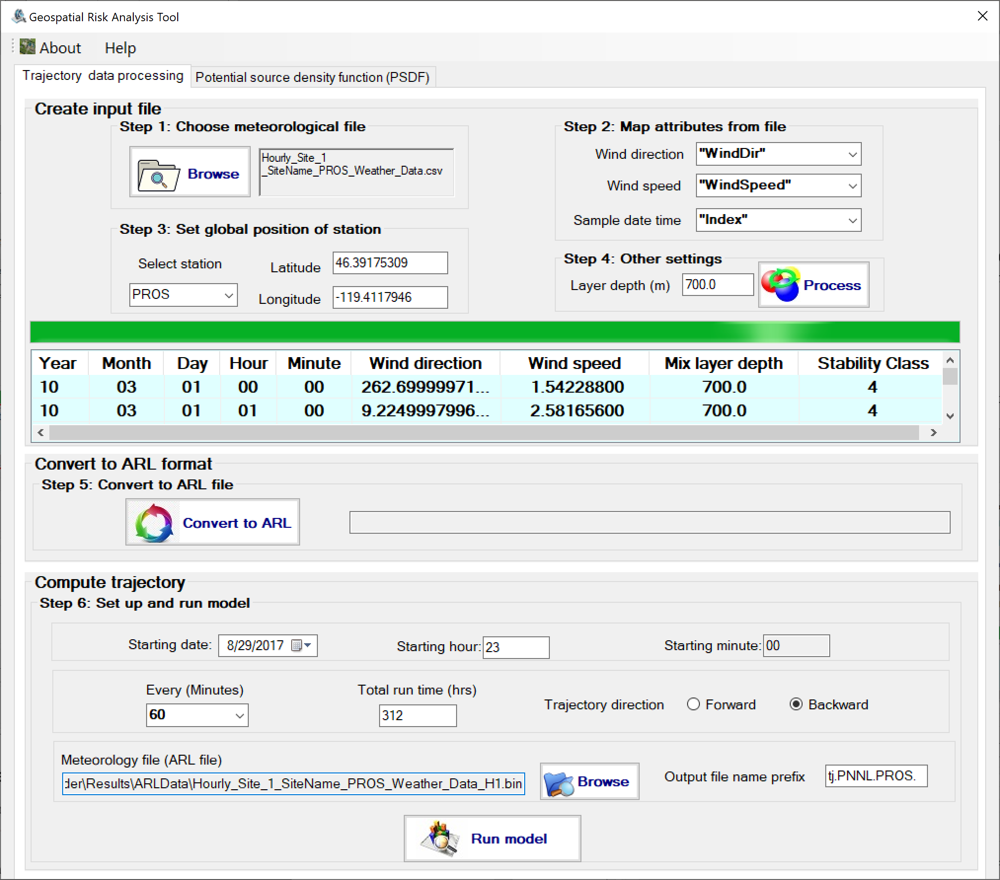 Geospatial Risk Analysis Tool
About Help
Trajectory data processing
Potential source density function (PSDF)
Create input file
Step 1: Choose meteorological file
Browse
Hourly_Site_1
_SiteName_PROS_Weather_Data.csv
Step 2: Map attributes from file
Wind direction "WindDir"
Wind speed "WindSpeed"
Sample date time "Index"
Step 3: Set global position of station
Select station
PROS
Latitude 46.39175309
Longitude -119.4117946
Step 4: Other settings
Layer depth (m) 700.0 Process
Year Month Day Hour Minute Wind direction Wind speed Mix layer depth Stability Class
10 03 01 00 00 262.69999971... 1.54228800 700.0 4
10 03 01 01 00 9.2249997996... 2.58165600 700.0 4
Convert to ARL format
Step 5: Convert to ARL file
Convert to ARL
Compute trajectory
Step 6: Set up and run model
Starting date: 8/29/2017 Starting hour: 23 Starting minute: 00
Every (Minutes)
60
Total run time (hrs)
312
Trajectory direction Forward Backward
Meteorology file (ARL file)
der\Results\ARLData\Hourly_Site_1_SiteName_PROS_Weather_Data_H1.bin
Browse
Output file name prefix tj.PNNL.PROS.
Run model